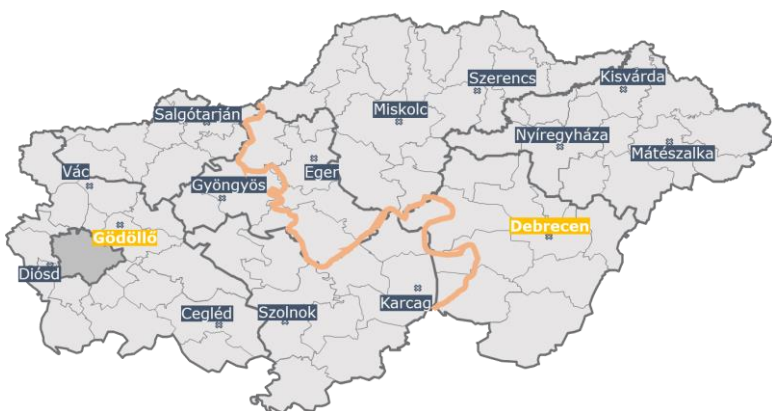 Szerencs
Kisvárda
Salgótarján
Miskolc
Nyíregyháza
Mátészalka
Vác
Eger
Gyöngyös
Debrecen
Gödöllő
Diósd
Karcag
Cegléd
Szolnok